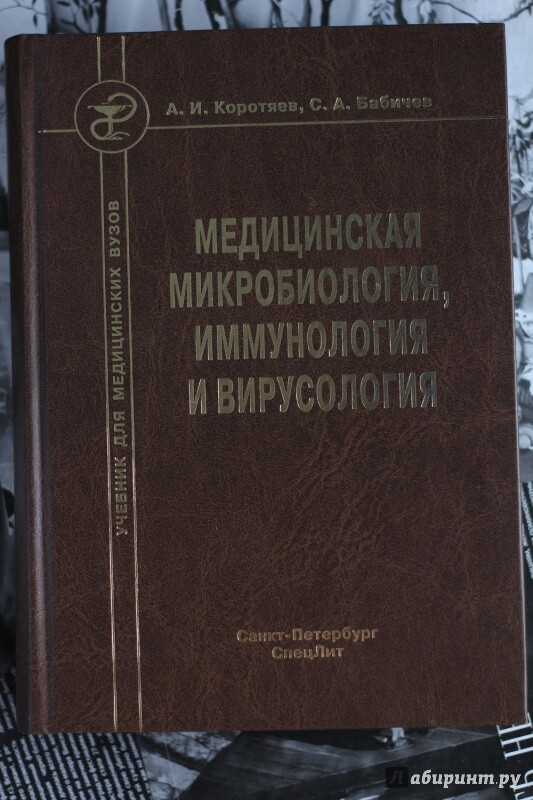 А. И. Коротяев, С. А. Бабичев
УЧЕБНИК ДЛЯ МЕДИЦИНСКИХ ВУЗОВ
МЕДИЦИНСКАЯ
МИКРОБИОЛОГИЯ,
ИММУНОЛОГИЯ
И ВИРУСОЛОГИЯ
Санкт-Петербург
СпецЛит
Лабиринт.ру